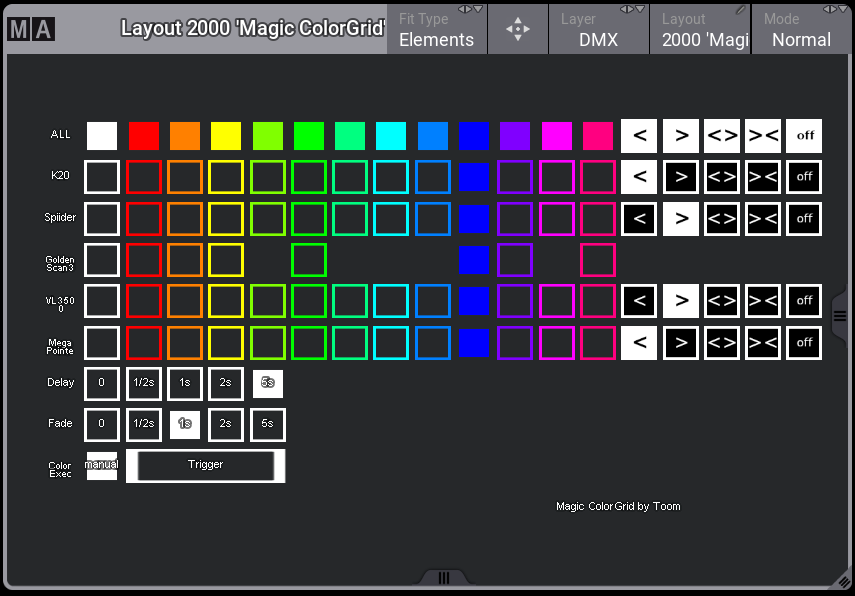 MA Layout 2000 'Magic ColorGrid' Fit Type Elements Layer DMX Layout 2000 'Magi Mode Normal
ALL < > <> >< off
K20 < > <> >< off
Spiider < > <> >< off
Golden
Scan3
VL350
0 < > <> >< off
Mega
Pointe < > <> >< off
Delay 0 1/2s 1s 2s 5s
Fade 0 1/2s 1s 2s 5s
Color
Exec manual Trigger
Magic ColorGrid by Toom